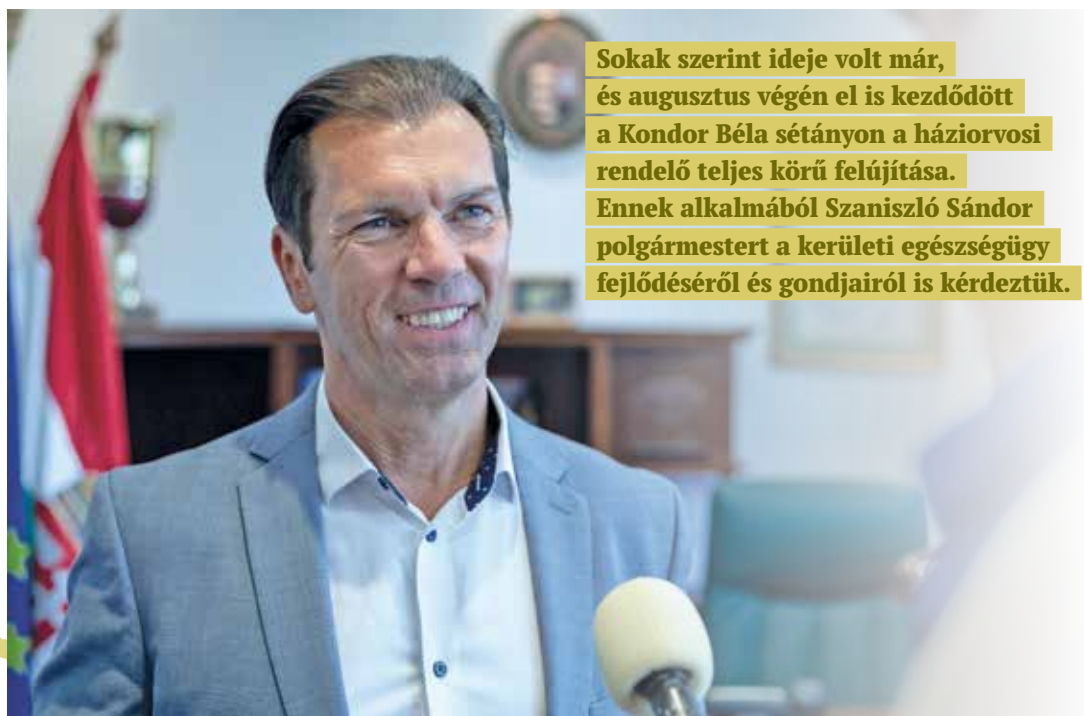 Sokak szerint ideje volt már,
és augusztus végén el is kezdődött
a Kondor Béla sétányon a háziorvosi
rendelő teljes körű felújítása.
Ennek alkalmából Szaniszló Sándor
polgármestert a kerületi egészségügy
fejlődéséről és gondjairól is kérdeztük.